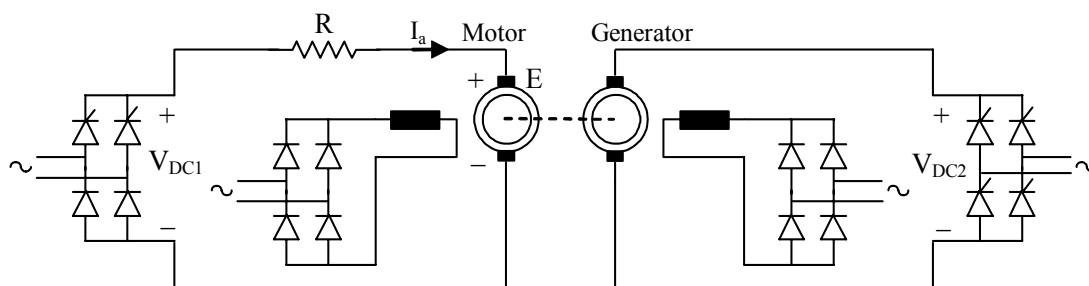 R
I_a
Motor
Generator
+
E
−
+
V_DC1
−
~
~
+
V_DC2
−
~
~